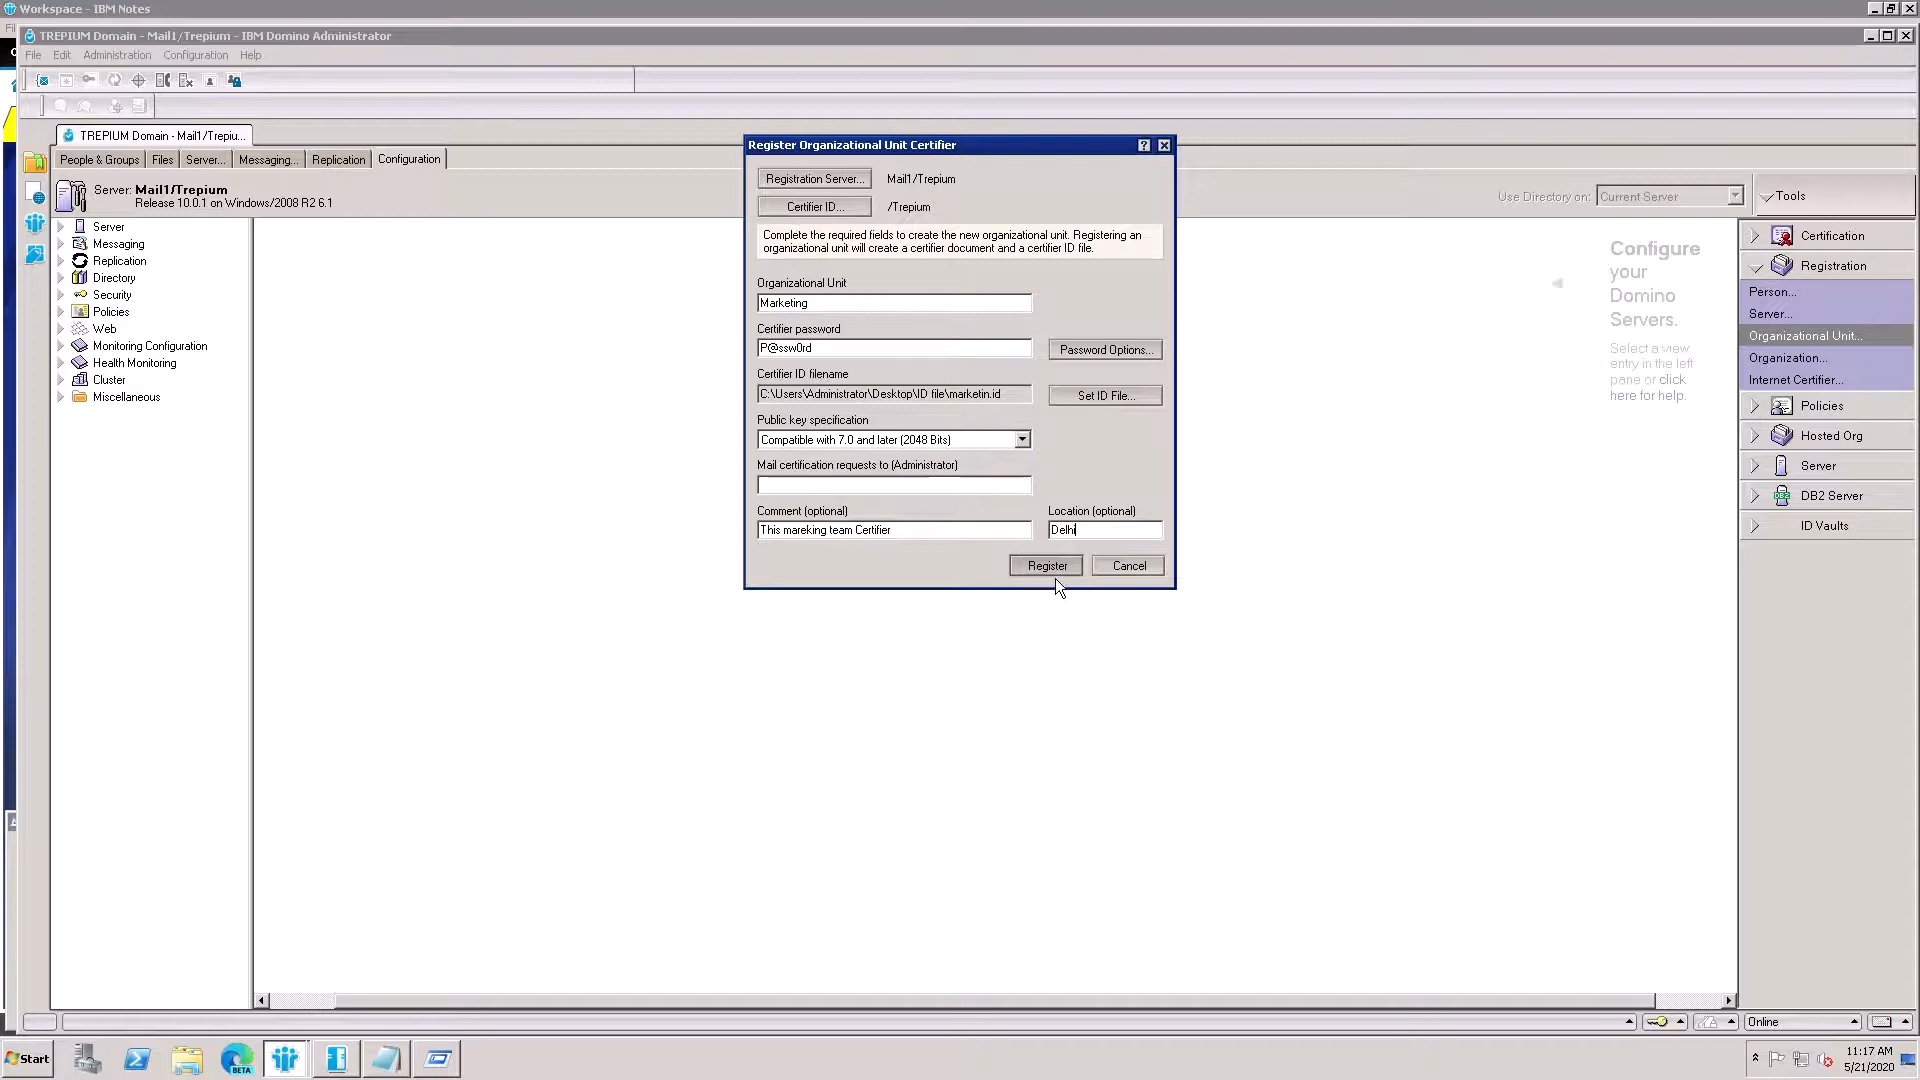 Workspace - IBM Notes
TREPIUM Domain - Mail1/Trepium - IBM Domino Administrator
File Edit Administration Configuration Help
TREPIUM Domain - Mail1/Trepiu...
People & Groups Files Server... Messaging... Replication Configuration
Server: Mail1/Trepium
Release 10.0.1 on Windows/2008 R2 6.1
Use Directory on: Current Server
Tools
Server
Messaging
Replication
Directory
Security
Policies
Web
Monitoring Configuration
Health Monitoring
Cluster
Miscellaneous
Register Organizational Unit Certifier
Registration Server... Mail1/Trepium
Certifier ID... /Trepium
Complete the required fields to create the new organizational unit. Registering an
organizational unit will create a certifier document and a certifier ID file.
Organizational Unit
Marketing
Certifier password
P@ssw0rd
Password Options...
Certifier ID filename
C:\Users\Administrator\Desktop\ID file\marketin.id
Set ID File...
Public key specification
Compatible with 7.0 and later (2048 Bits)
Mail certification requests to (Administrator)
Comment (optional) Location (optional)
This mareking team Certifier Delhi
Register Cancel
Configure
your
Domino
Servers.
Select a view
entry in the left
pane or click
here for help.
Certification
Registration
Person...
Server...
Organizational Unit...
Organization...
Internet Certifier...
Policies
Hosted Org
Server
DB2 Server
ID Vaults
Online
Start
BETA
11:17 AM
5/21/2020